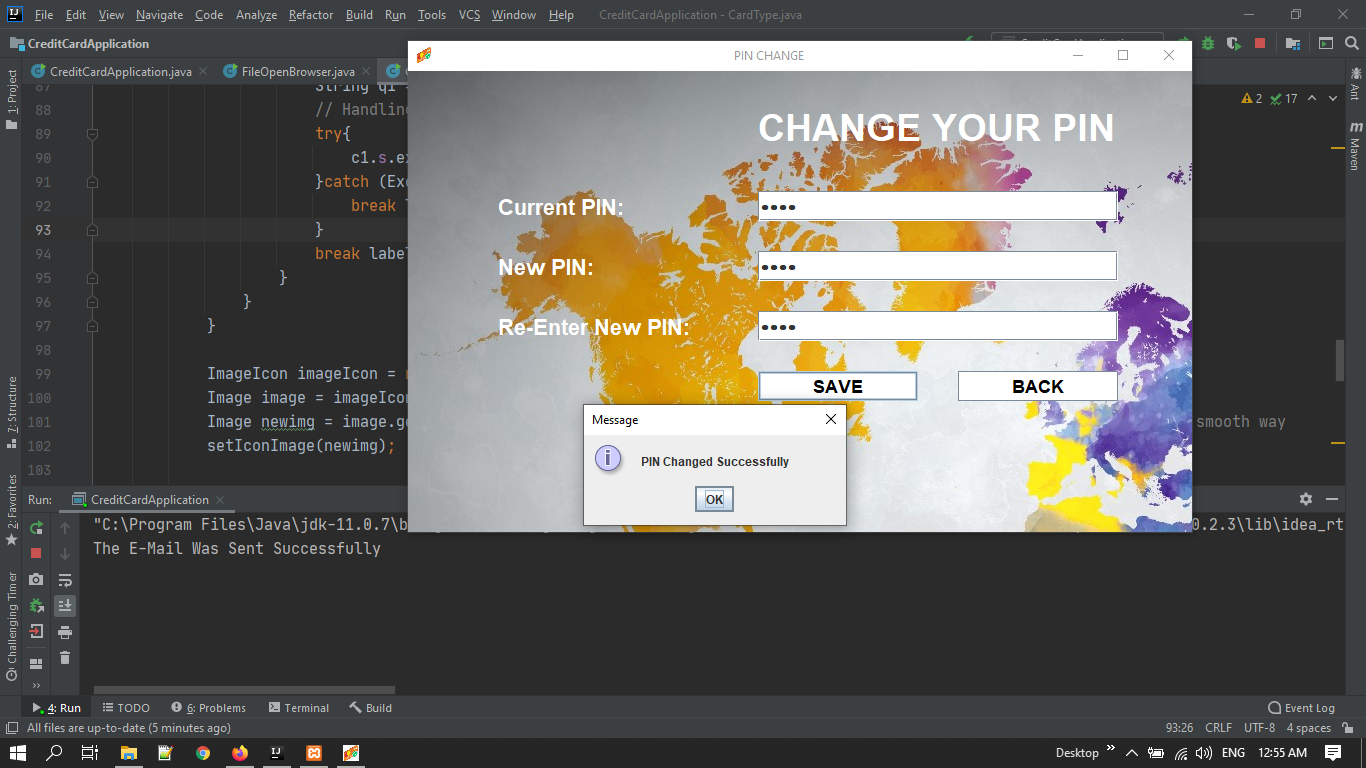 File Edit View Navigate Code Analyze Refactor Build Run Tools VCS Window Help CreditCardApplication - CardType.java
CreditCardApplication
PIN CHANGE
CreditCardApplication.java
FileOpenBrowser.java
1: Project
7: Structure
2: Favorites
Challenging Timer
Ant
Maven
2 17
88 // Handling
89 try{
90 c1.s.ex
91 }catch (Exc
92 break
93 }
94 break label
95 }
96 }
97 }
98
99 ImageIcon imageIcon =
100 Image image = imageIcon
101 Image newimg = image.ge
smooth way
102 setIconImage(newimg);
103
CHANGE YOUR PIN
Current PIN:
New PIN:
Re-Enter New PIN:
SAVE
BACK
Message
PIN Changed Successfully
OK
Run: CreditCardApplication
"C:\Program Files\Java\jdk-11.0.7\b
0.2.3\lib\idea_rt
The E-Mail Was Sent Successfully
4: Run TODO 6: Problems Terminal Build Event Log
All files are up-to-date (5 minutes ago) 93:26 CRLF UTF-8 4 spaces
Desktop ENG 12:55 AM